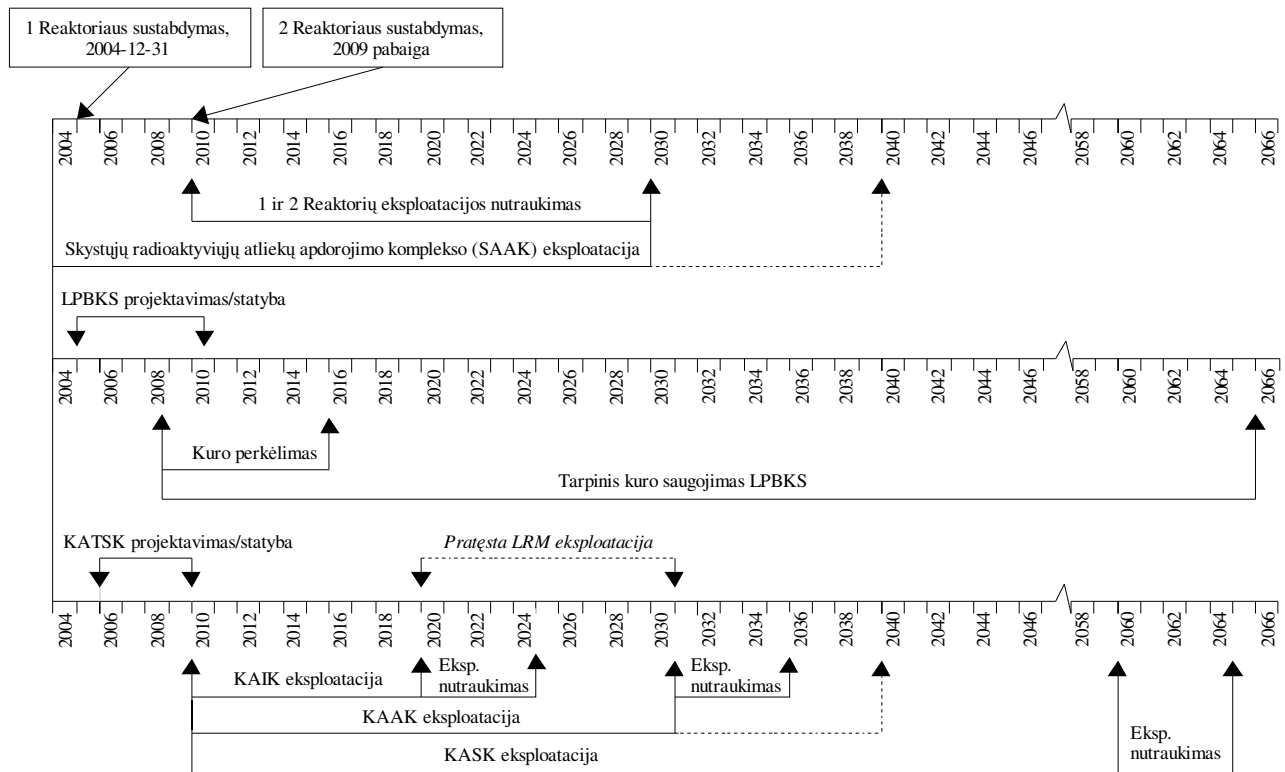 1 Reaktoriaus sustabdymas,
2004-12-31
2 Reaktoriaus sustabdymas,
2009 pabaiga
2004 2006 2008 2010 2012 2014 2016 2018 2020 2022 2024 2026 2028 2030 2032 2034 2036 2038 2040 2042 2044 2046 2058 2060 2062 2064 2066
1 ir 2 Reaktorių eksploatacijos nutraukimas
Skystųjų radioaktyviųjų atliekų apdorojimo komplekso (SAAK) eksploatacija
LPBKS projektavimas/statyba
2004 2006 2008 2010 2012 2014 2016 2018 2020 2022 2024 2026 2028 2030 2032 2034 2036 2038 2040 2042 2044 2046 2058 2060 2062 2064 2066
Kuro perkėlimas
Tarpinis kuro saugojimas LPBKS
KATSK projektavimas/statyba
Pratęsta LRM eksploatacija
2004 2006 2008 2010 2012 2014 2016 2018 2020 2022 2024 2026 2028 2030 2032 2034 2036 2038 2040 2042 2044 2046 2058 2060 2062 2064 2066
KAIK eksploatacija
Eksp.
nutraukimas
Eksp.
nutraukimas
KAAK eksploatacija
KASK eksploatacija
Eksp.
nutraukimas